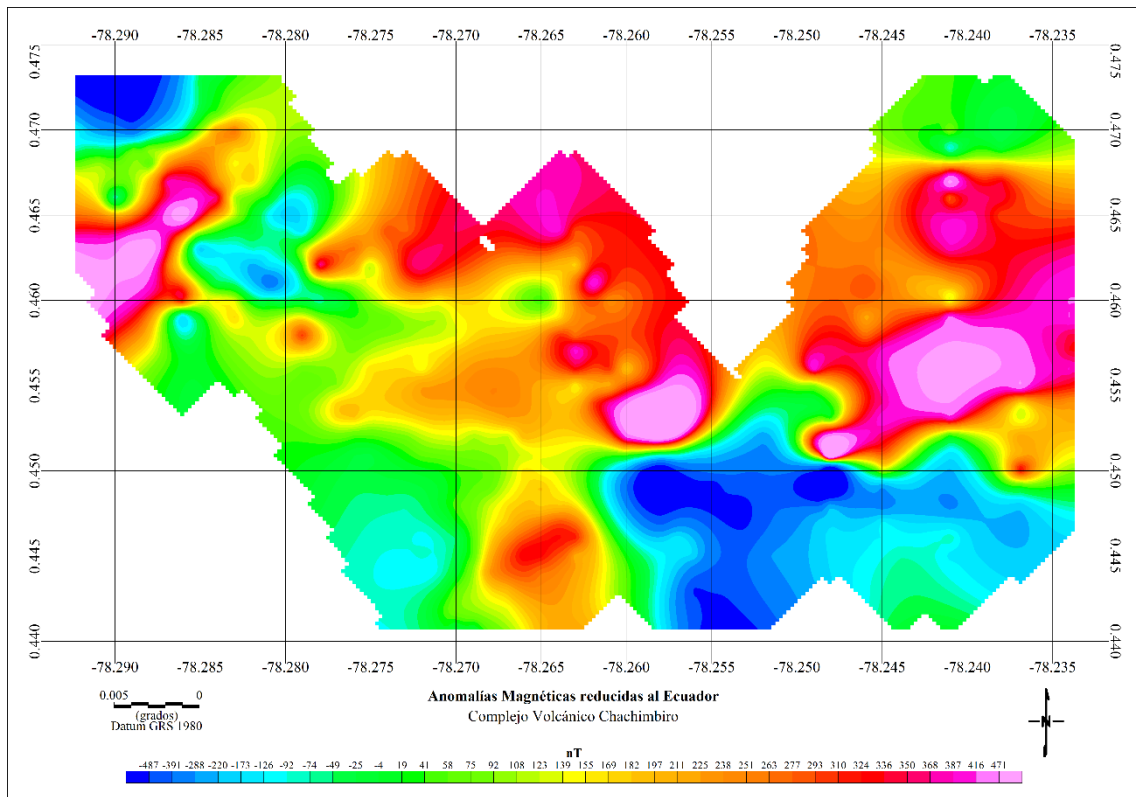 -78.290 -78.285 -78.280 -78.275 -78.270 -78.265 -78.260 -78.255 -78.250 -78.245 -78.240 -78.235
0.475 0.475
0.470 0.470
0.465 0.465
0.460 0.460
0.455 0.455
0.450 0.450
0.445 0.445
0.440 0.440
-78.290 -78.285 -78.280 -78.275 -78.270 -78.265 -78.260 -78.255 -78.250 -78.245 -78.240 -78.235
0.005 0
(grados)
Datum GRS 1980
Anomalías Magnéticas reducidas al Ecuador
Complejo Volcánico Chachimbiro
N
nT
-487 -391 -288 -220 -173 -126 -92 -74 -49 -25 -4 19 41 58 75 92 108 123 139 155 169 182 197 211 225 238 251 263 277 293 310 324 336 350 368 387 416 471